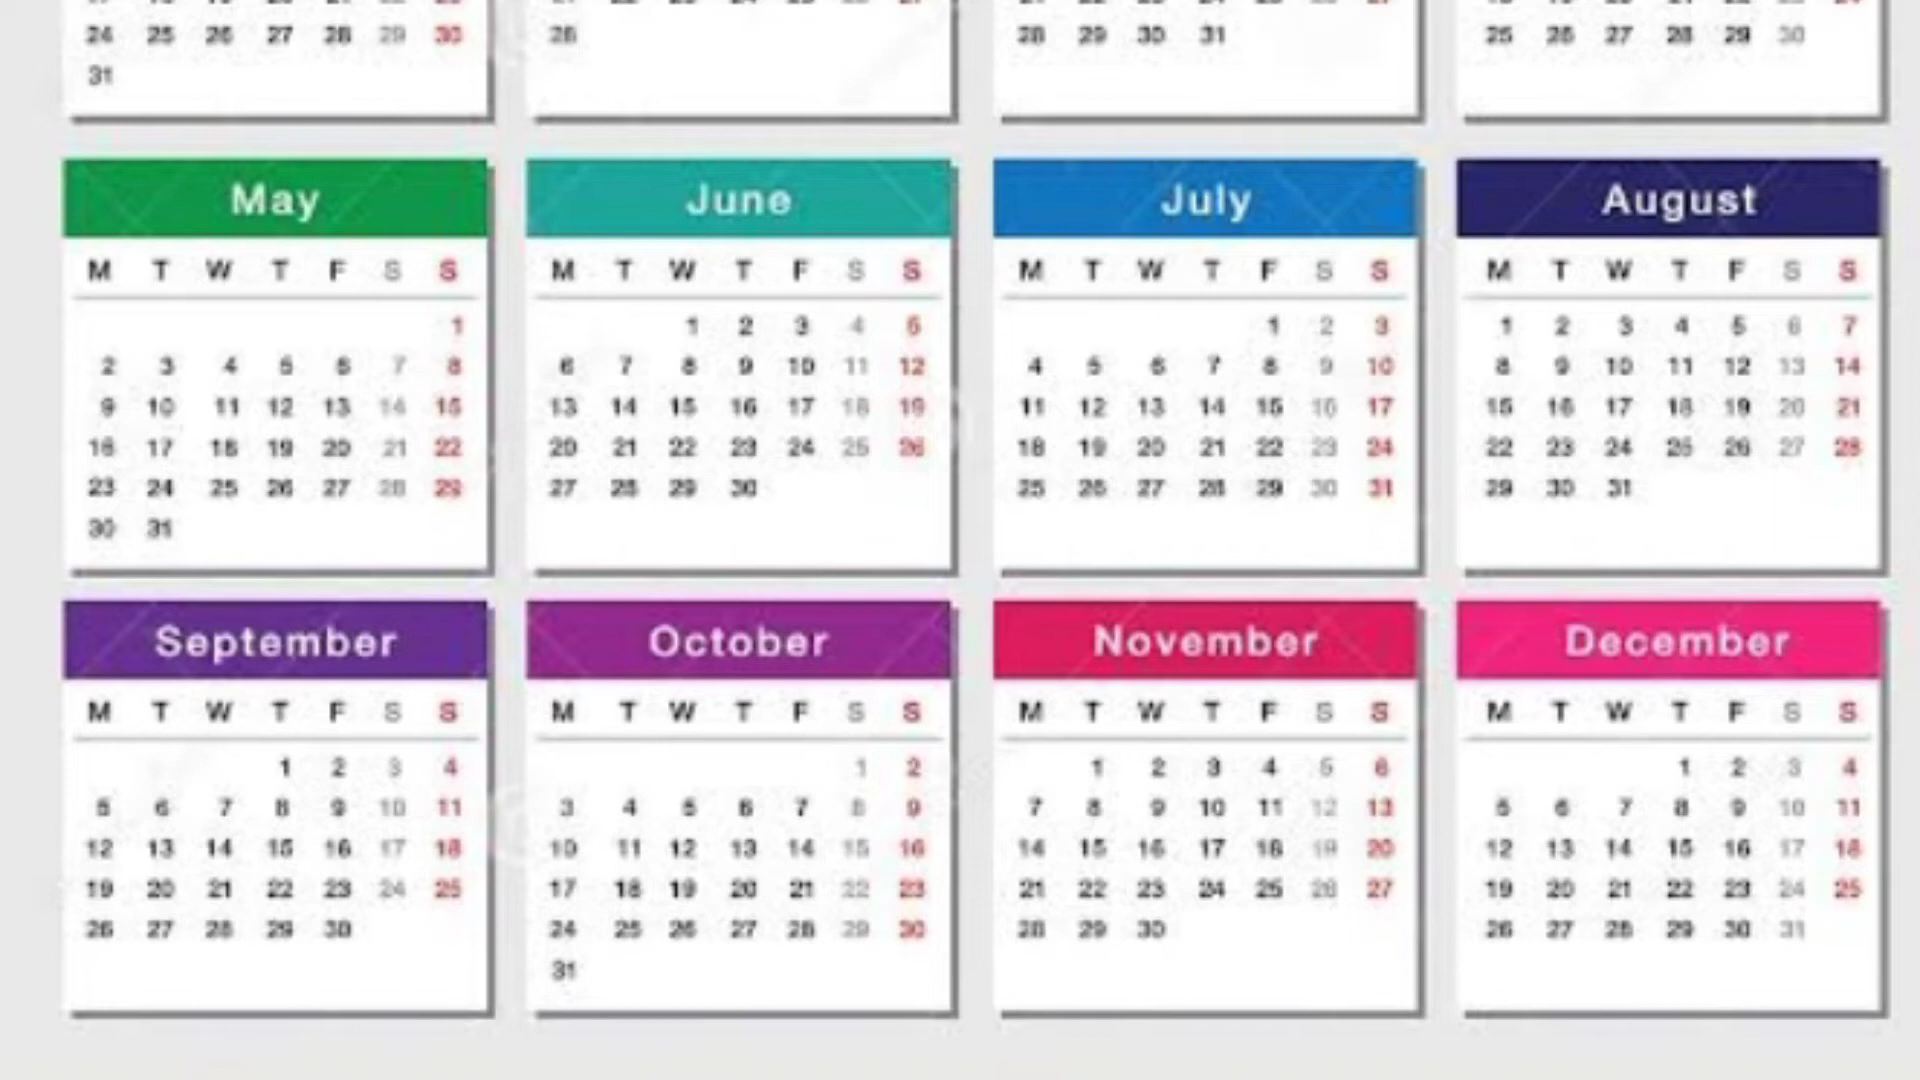 24 25 26 27 28 29 30
31
28
28 29 30 31
25 26 27 28 29 30
May
M T W T F S S
1
2 3 4 5 6 7 8
9 10 11 12 13 14 15
16 17 18 19 20 21 22
23 24 25 26 27 28 29
30 31
June
M T W T F S S
1 2 3 4 5
6 7 8 9 10 11 12
13 14 15 16 17 18 19
20 21 22 23 24 25 26
27 28 29 30
July
M T W T F S S
1 2 3
4 5 6 7 8 9 10
11 12 13 14 15 16 17
18 19 20 21 22 23 24
25 26 27 28 29 30 31
August
M T W T F S S
1 2 3 4 5 6 7
8 9 10 11 12 13 14
15 16 17 18 19 20 21
22 23 24 25 26 27 28
29 30 31
September
M T W T F S S
1 2 3 4
5 6 7 8 9 10 11
12 13 14 15 16 17 18
19 20 21 22 23 24 25
26 27 28 29 30
October
M T W T F S S
1 2
3 4 5 6 7 8 9
10 11 12 13 14 15 16
17 18 19 20 21 22 23
24 25 26 27 28 29 30
31
November
M T W T F S S
1 2 3 4 5 6
7 8 9 10 11 12 13
14 15 16 17 18 19 20
21 22 23 24 25 26 27
28 29 30
December
M T W T F S S
1 2 3 4
5 6 7 8 9 10 11
12 13 14 15 16 17 18
19 20 21 22 23 24 25
26 27 28 29 30 31